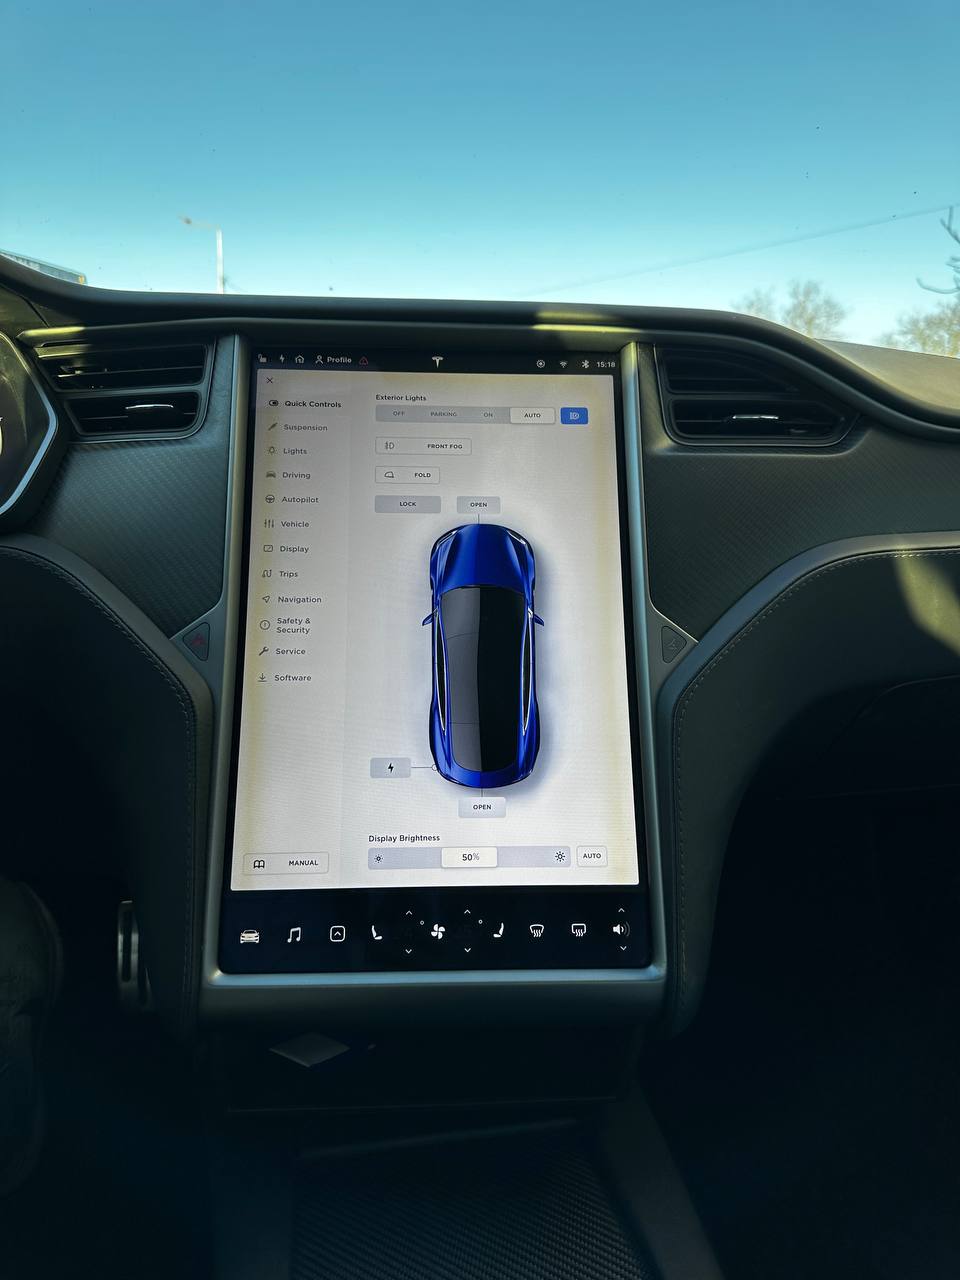 Profile
15:18
Quick Controls
Suspension
Lights
Driving
Autopilot
Vehicle
Display
Trips
Navigation
Safety &
Security
Service
Software
MANUAL
Exterior Lights
OFF PARKING ON AUTO
FRONT FOG
FOLD
LOCK OPEN
OPEN
Display Brightness
50% AUTO